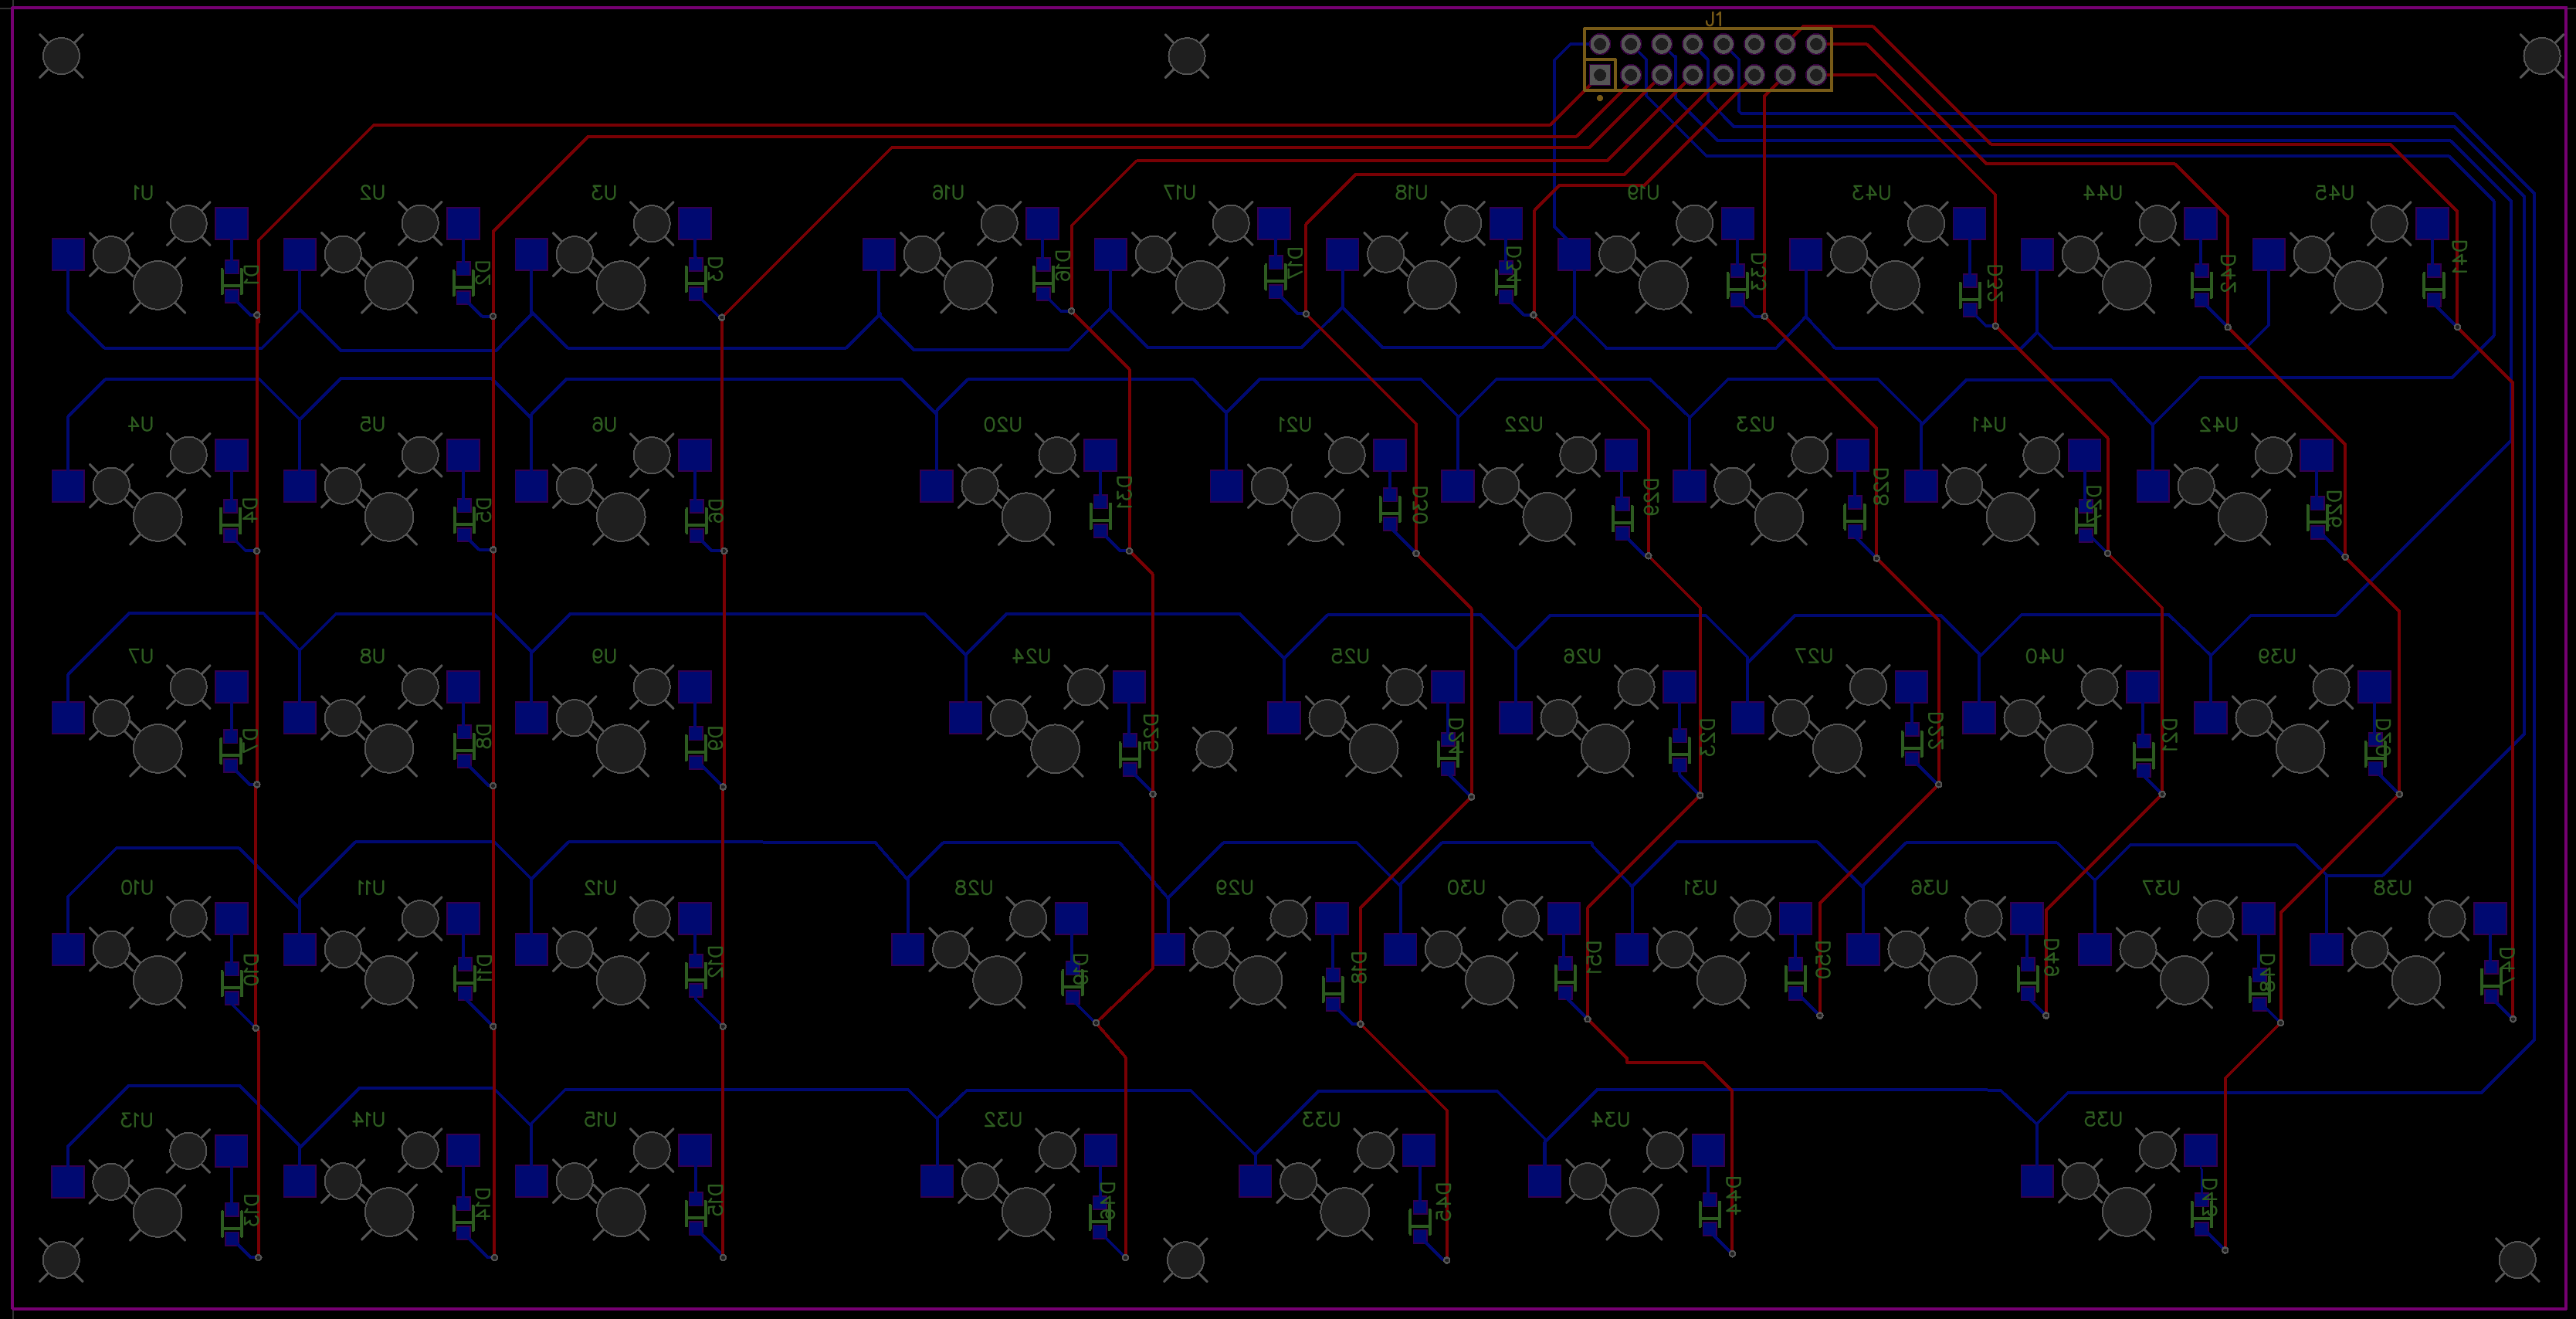 J1
U1 U2 U3 U16 U17 U18 U19 U43 U44 U45
D1 D2 D3 D16 D17 D34 D33 D32 D42 D41
U4 U5 U6 U20 U21 U22 U23 U41 U42
D4 D5 D6 D31 D30 D29 D28 D27 D26
U7 U8 U9 U24 U25 U26 U27 U40 U39
D7 D8 D9 D25 D24 D23 D22 D21 D20
U10 U11 U12 U28 U29 U30 U31 U36 U37 U38
D10 D11 D12 D19 D18 D51 D50 D49 D48 D47
U13 U14 U15 U32 U33 U34 U35
D13 D14 D15 D46 D45 D44 D43